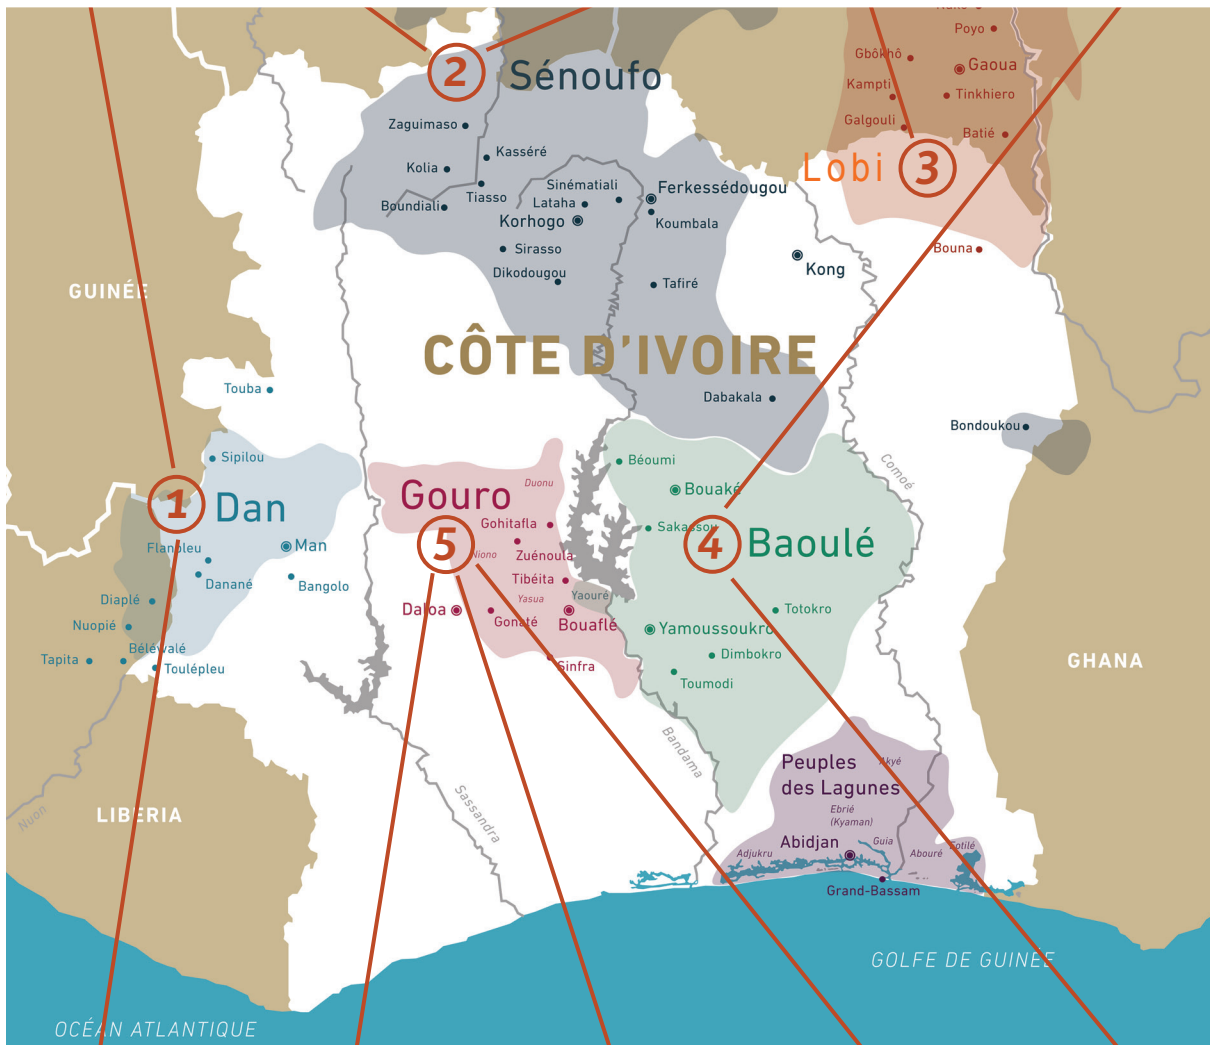 Poyo
Gbôkhô
Gaoua
Kampti
Tinkhiero
Galgouli
Batié
2
Sénoufo
Zaguimaso
Kasséré
Kolia
Tiasso
Boundiali
Sinématiali
Lataha
Korhogo
Ferkessédougou
Koumbala
Lobi
3
Sirasso
Dikodougou
Tafiré
Kong
Bouna
GUINÉE
CÔTE D'IVOIRE
Touba
Dabakala
Bondoukou
Sipilou
Béoumi
Comoé
Gouro
Duonu
Bouaké
1
Dan
Gohitafla
Sakassou
5
4
Baoulé
Man
Niono
Zuénoula
Danané
Bangolo
Tibéita
Yaouré
Diaplé
Yasua
Daloa
Gonaté
Bouaflé
Totokro
Nuopié
Yamoussoukro
Béléwalé
Tapita
Toulépleu
Sinfra
Dimbokro
Toumodi
GHANA
Bandama
Peuples
des Lagunes
Akyé
Nuon
LIBERIA
Sassandra
Ebrié
(Kyaman)
Abidjan
Guia
Adjukru
Abouré
Eotilé
Grand-Bassam
GOLFE DE GUINÉE
OCÉAN ATLANTIQUE